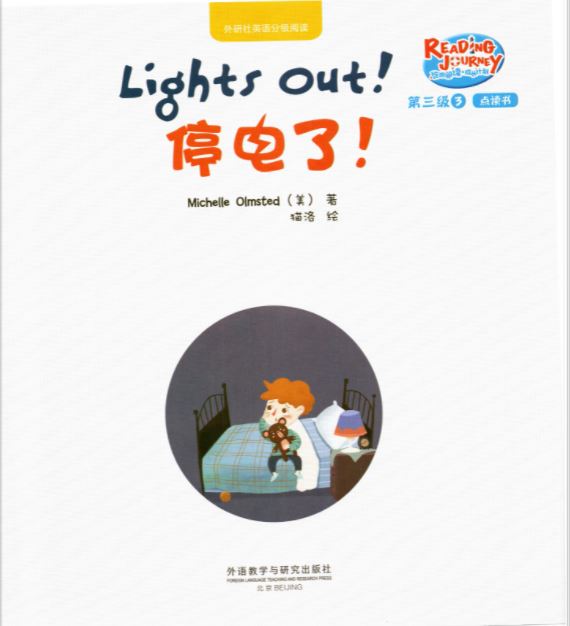 外研社英语分级阅读
READING
JOURNEY
第三级 3 点读书
Lights Out!
停电了!
Michelle Olmsted (美) 著
猫洛 绘
外语教学与研究出版社
FOREIGN LANGUAGE TEACHING AND RESEARCH PRESS
北京 BEIJING